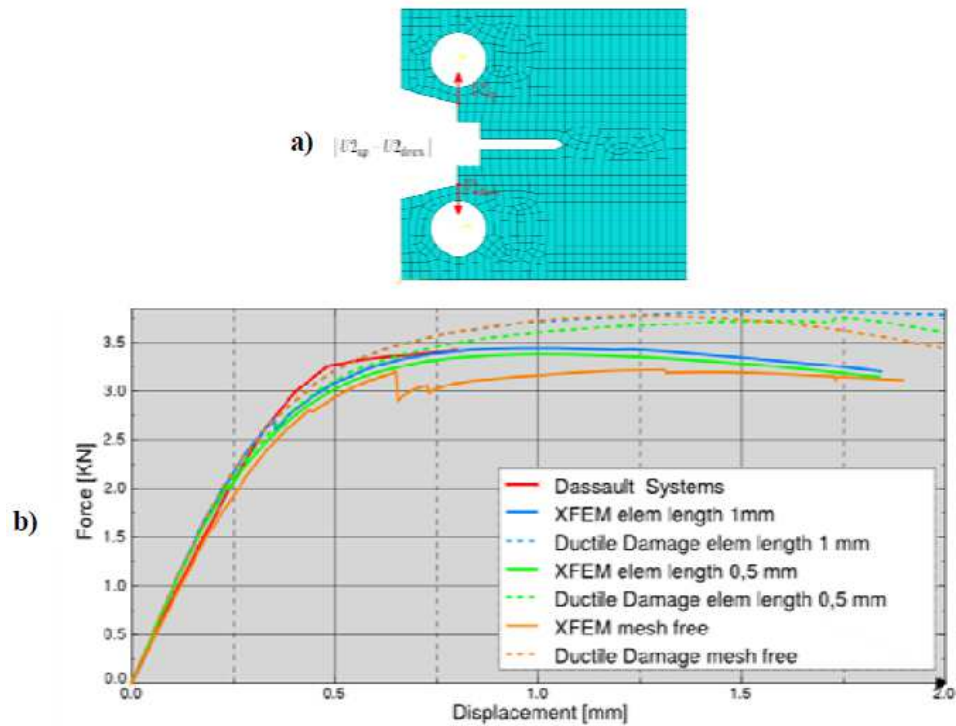 a)
|U2up - U2down|
b)
Force [KN]
3.5
3.0
2.5
2.0
1.5
1.0
0.5
0.0
0.0 0.5 1.0 1.5 2.0
Displacement [mm]
Dassault Systems
XFEM elem length 1mm
Ductile Damage elem length 1 mm
XFEM elem length 0,5 mm
Ductile Damage elem length 0,5 mm
XFEM mesh free
Ductile Damage mesh free